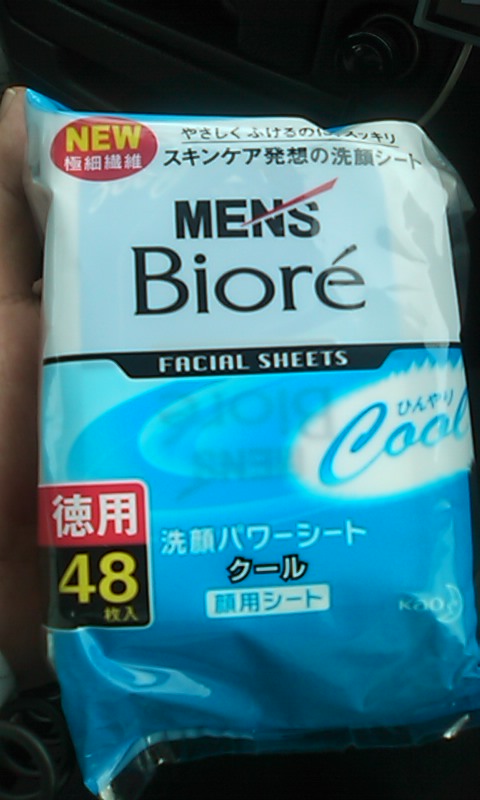 NEW
極細繊維
やさしくふけるのに、スッキリ
スキンケア発想の洗顔シート
MEN'S
Bioré
FACIAL SHEETS
ひんやり
Cool
徳用
48
枚入
洗顔パワーシート
クール
顔用シート
Kao